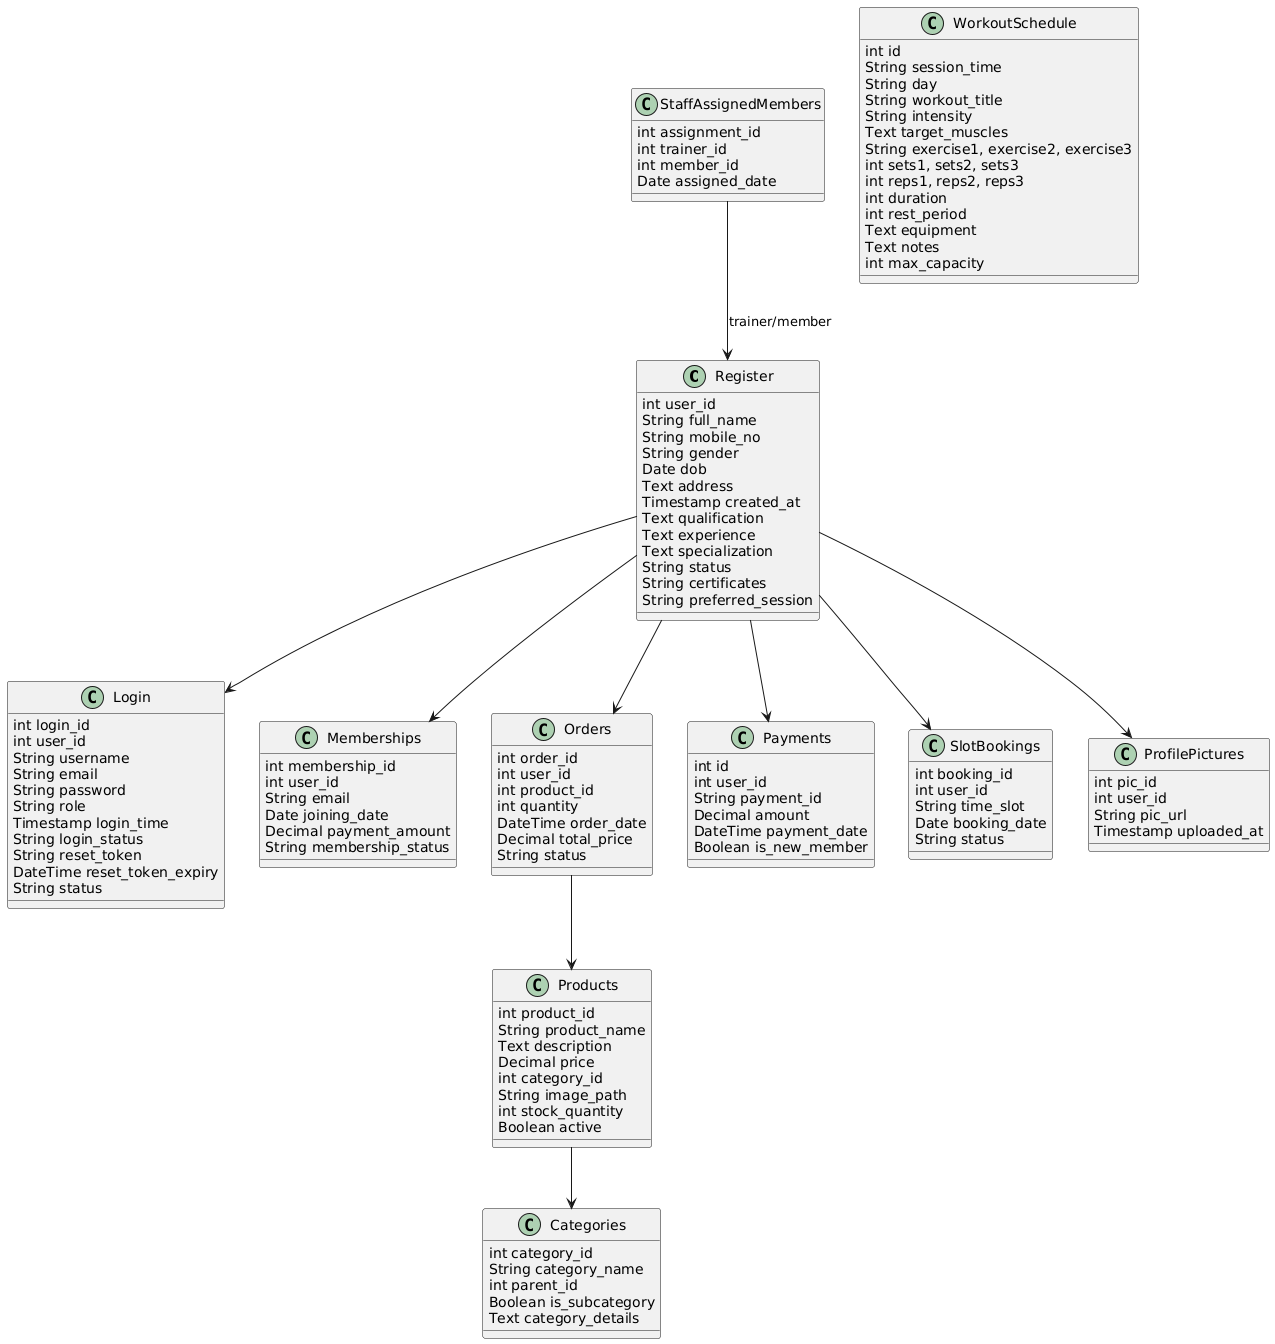 C WorkoutSchedule
int id
String session_time
String day
String workout_title
String intensity
Text target_muscles
String exercise1, exercise2, exercise3
int sets1, sets2, sets3
int reps1, reps2, reps3
int duration
int rest_period
Text equipment
Text notes
int max_capacity
C StaffAssignedMembers
int assignment_id
int trainer_id
int member_id
Date assigned_date
trainer/member
C Register
int user_id
String full_name
String mobile_no
String gender
Date dob
Text address
Timestamp created_at
Text qualification
Text experience
Text specialization
String status
String certificates
String preferred_session
C Login
int login_id
int user_id
String username
String email
String password
String role
Timestamp login_time
String login_status
String reset_token
DateTime reset_token_expiry
String status
C Memberships
int membership_id
int user_id
String email
Date joining_date
Decimal payment_amount
String membership_status
C Orders
int order_id
int user_id
int product_id
int quantity
DateTime order_date
Decimal total_price
String status
C Payments
int id
int user_id
String payment_id
Decimal amount
DateTime payment_date
Boolean is_new_member
C SlotBookings
int booking_id
int user_id
String time_slot
Date booking_date
String status
C ProfilePictures
int pic_id
int user_id
String pic_url
Timestamp uploaded_at
C Products
int product_id
String product_name
Text description
Decimal price
int category_id
String image_path
int stock_quantity
Boolean active
C Categories
int category_id
String category_name
int parent_id
Boolean is_subcategory
Text category_details